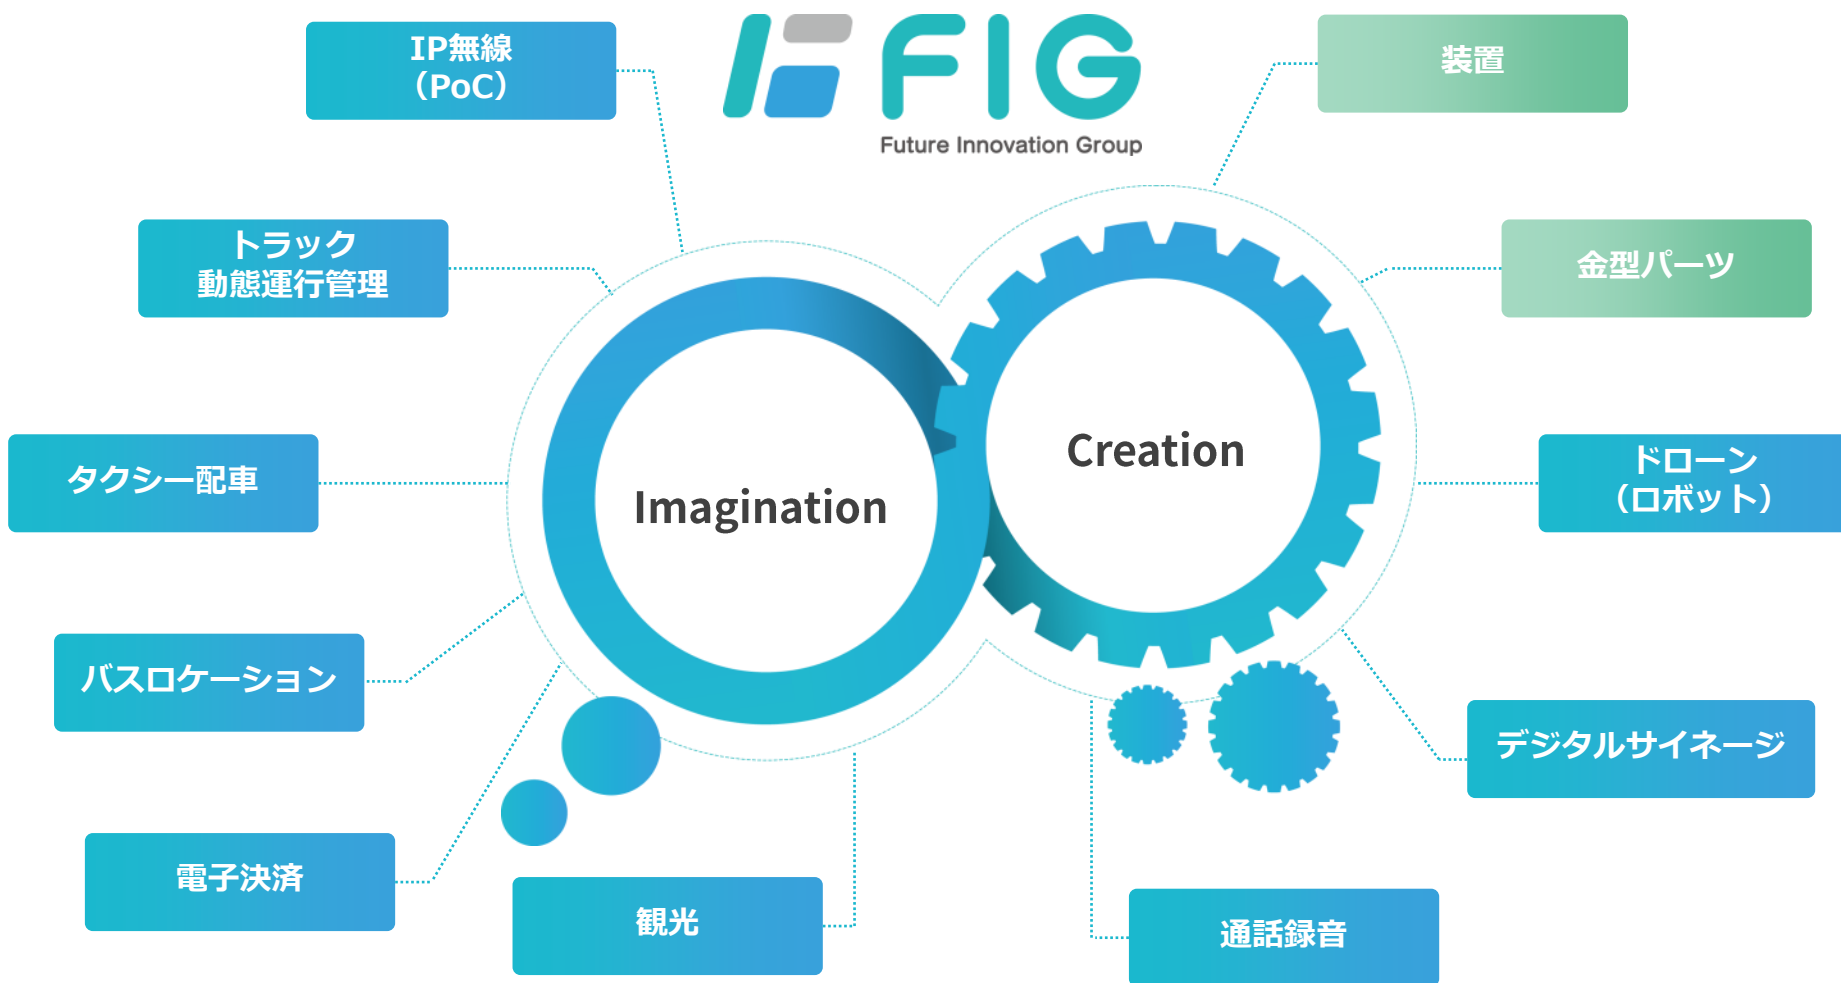 FIG
Future Innovation Group
IP無線
（PoC）
トラック
動態運行管理
タクシー配車
バスロケーション
電子決済
観光
Imagination
Creation
装置
金型パーツ
ドローン
（ロボット）
デジタルサイネージ
通話録音